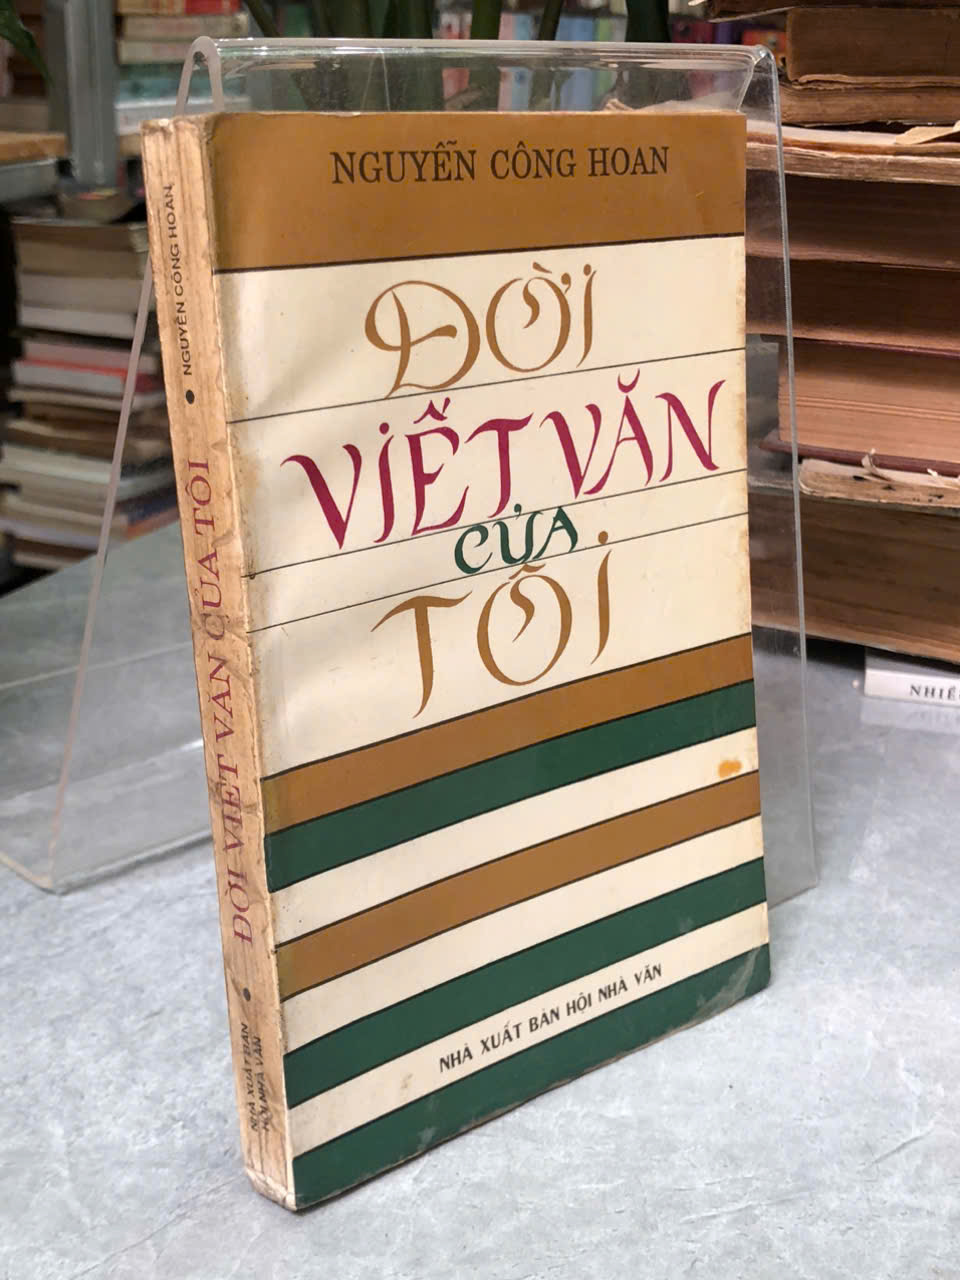 NGUYỄN CÔNG HOAN
ĐỜI
VIẾT VĂN
CỦA
TÔI
NHÀ XUẤT BẢN HỘI NHÀ VĂN
NGUYỄN CÔNG HOAN
ĐỜI VIẾT VĂN CỦA TÔI
NHÀ XUẤT BẢN
HỘI NHÀ VĂN